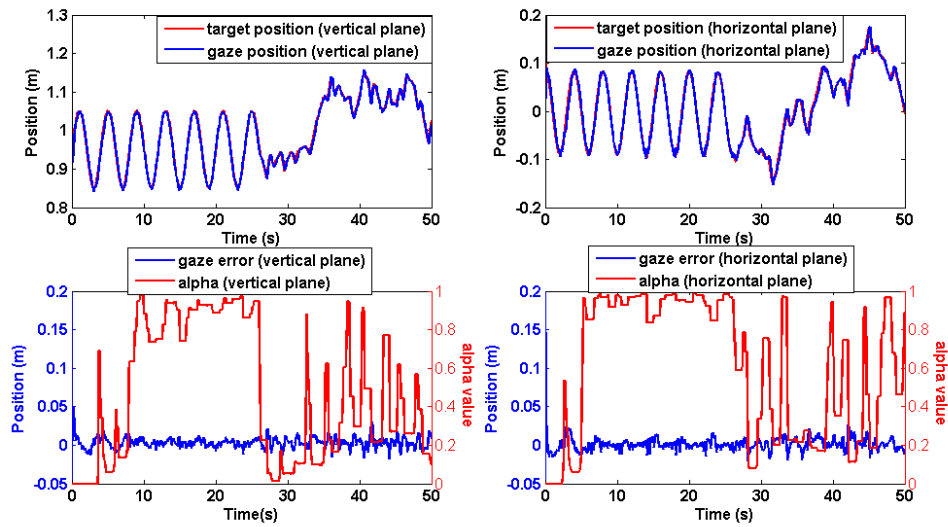 target position (vertical plane)
gaze position (vertical plane)
Position (m)
1.3
1.2
1.1
1
0.9
0.8
0 10 20 30 40 50
Time (s)
target position (horizontal plane)
gaze position (horizontal plane)
Position (m)
0.2
0.1
0
-0.1
-0.2
0 10 20 30 40 50
Time (s)
gaze error (vertical plane)
alpha (vertical plane)
Position (m)
0.2
0.15
0.1
0.05
0
-0.05
1
0.8
0.6
0.4
0.2
0
alpha value
0 10 20 30 40 50
Time(s)
gaze error (horizontal plane)
alpha (horizontal plane)
Position (m)
0.2
0.15
0.1
0.05
0
-0.05
1
0.8
0.6
0.4
0.2
0
alpha value
0 10 20 30 40 50
Time(s)